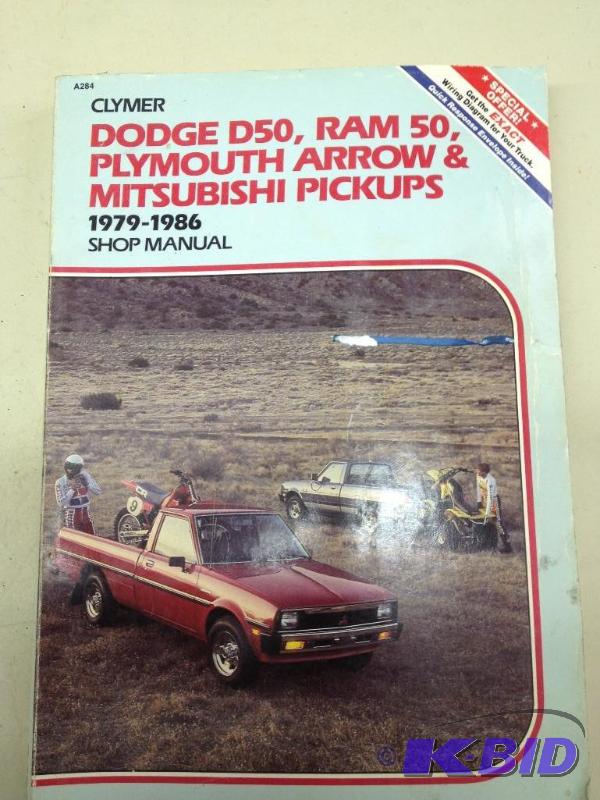 A284
CLYMER
DODGE D50, RAM 50,
PLYMOUTH ARROW &
MITSUBISHI PICKUPS
1979-1986
SHOP MANUAL
★ SPECIAL ★
OFFER!
Get the EXACT
Wiring Diagram for Your Truck.
Quick Response Envelope Inside!
9
© K-BID